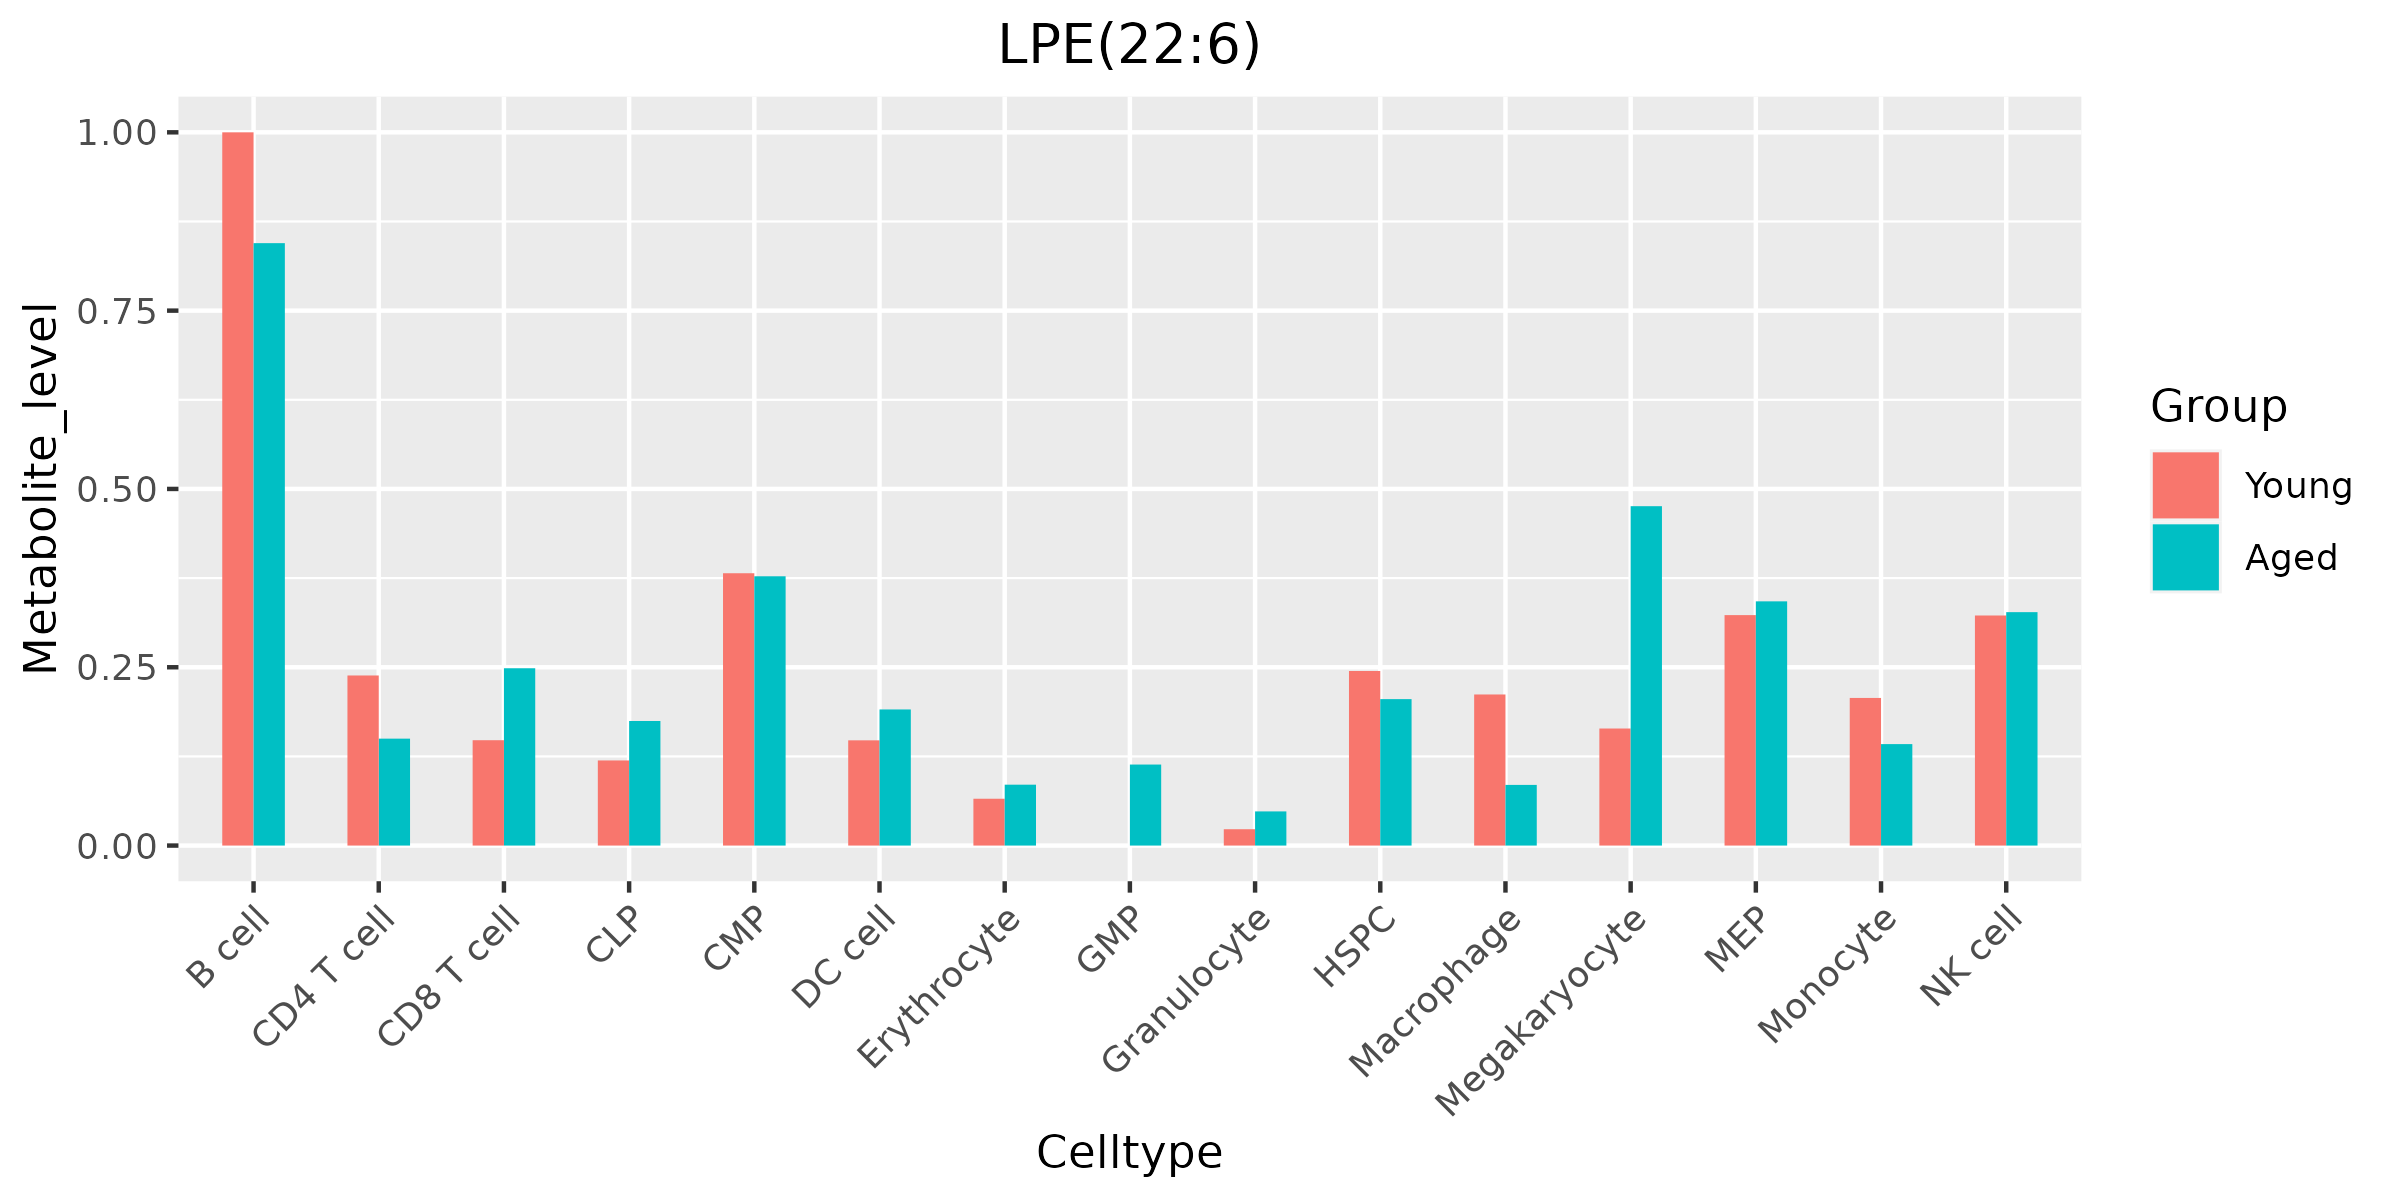 LPE(22:6)
Metabolite_level
1.00
0.75
0.50
0.25
0.00
B cell
CD4 T cell
CD8 T cell
CLP
CMP
DC cell
Erythrocyte
GMP
Granulocyte
HSPC
Macrophage
Megakaryocyte
MEP
Monocyte
NK cell
Celltype
Group
Young
Aged